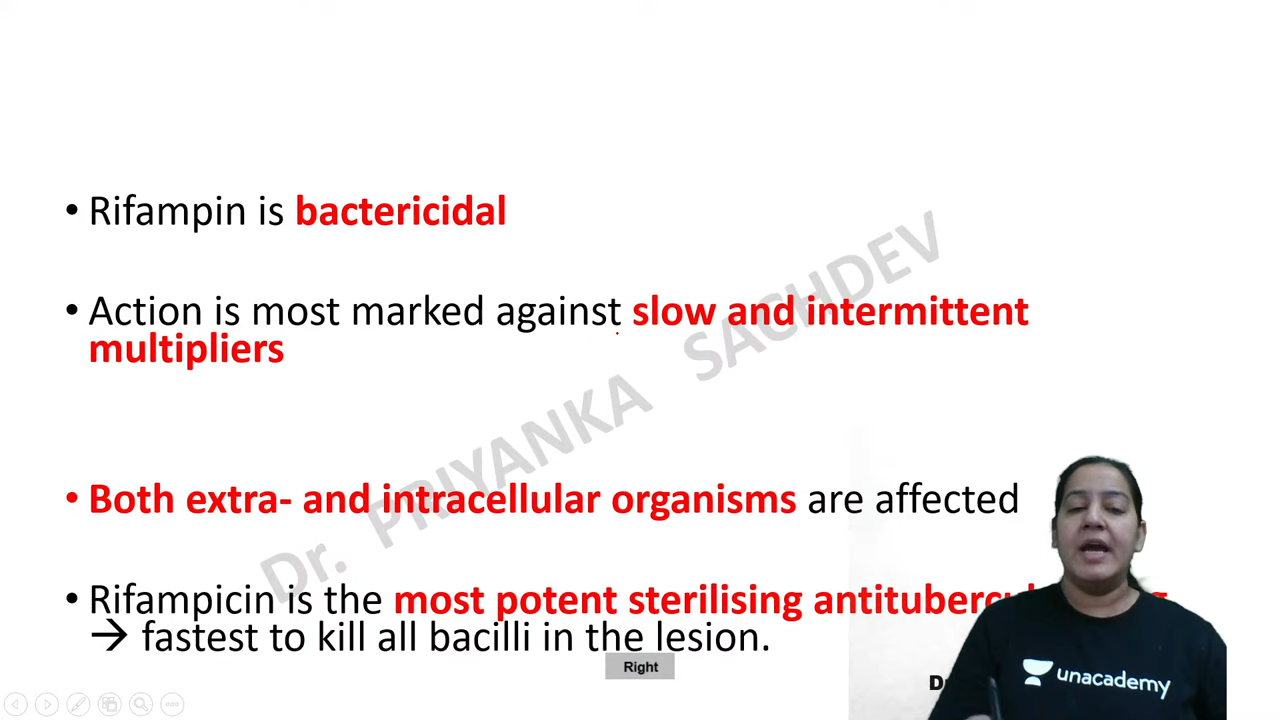 • Rifampin is bactericidal
• Action is most marked against slow and intermittent
multipliers
• Both extra- and intracellular organisms are affected
• Rifampicin is the most potent sterilising
→ fastest to kill all bacilli in the lesion.
Dr. PRIYANKA SACHDEV
Right
unacademy